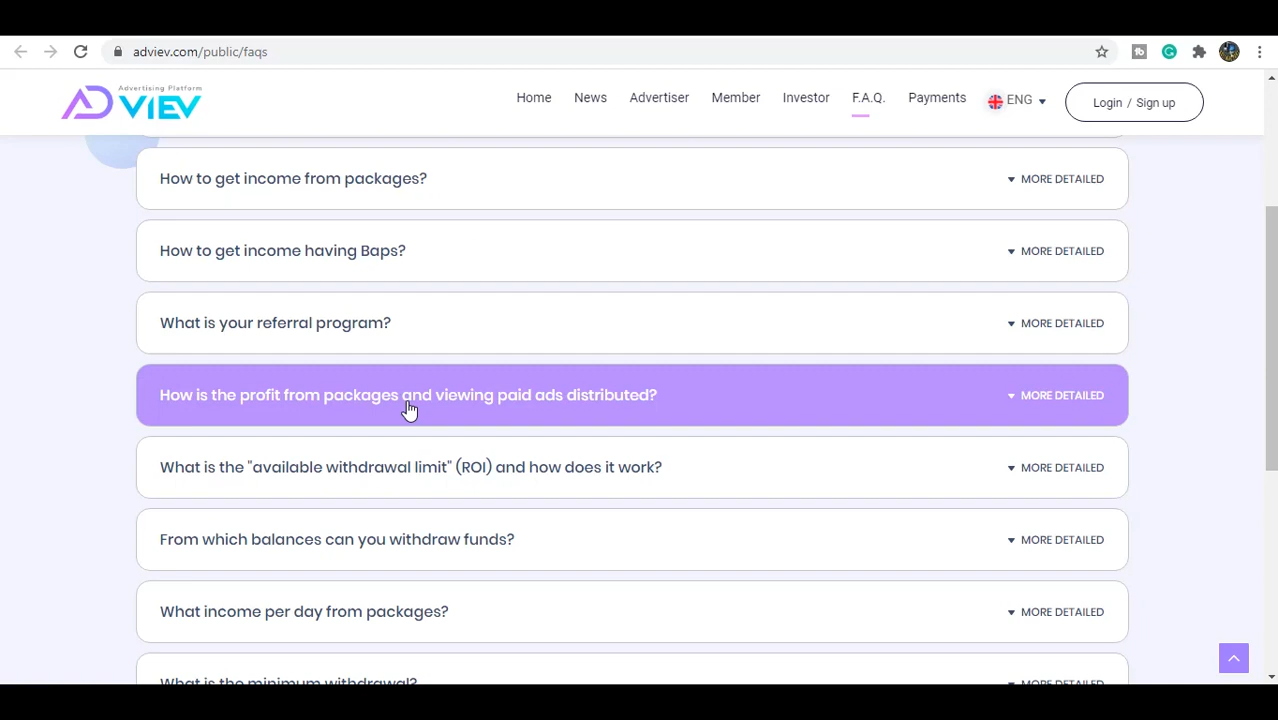 adviev.com/public/faqs
Advertising Platform
ADVIEV
Home
News
Advertiser
Member
Investor
F.A.Q.
Payments
ENG
Login / Sign up
How to get income from packages?
MORE DETAILED
How to get income having Baps?
MORE DETAILED
What is your referral program?
MORE DETAILED
How is the profit from packages and viewing paid ads distributed?
MORE DETAILED
What is the "available withdrawal limit" (ROI) and how does it work?
MORE DETAILED
From which balances can you withdraw funds?
MORE DETAILED
What income per day from packages?
MORE DETAILED
What is the minimum withdrawal?
MORE DETAILED